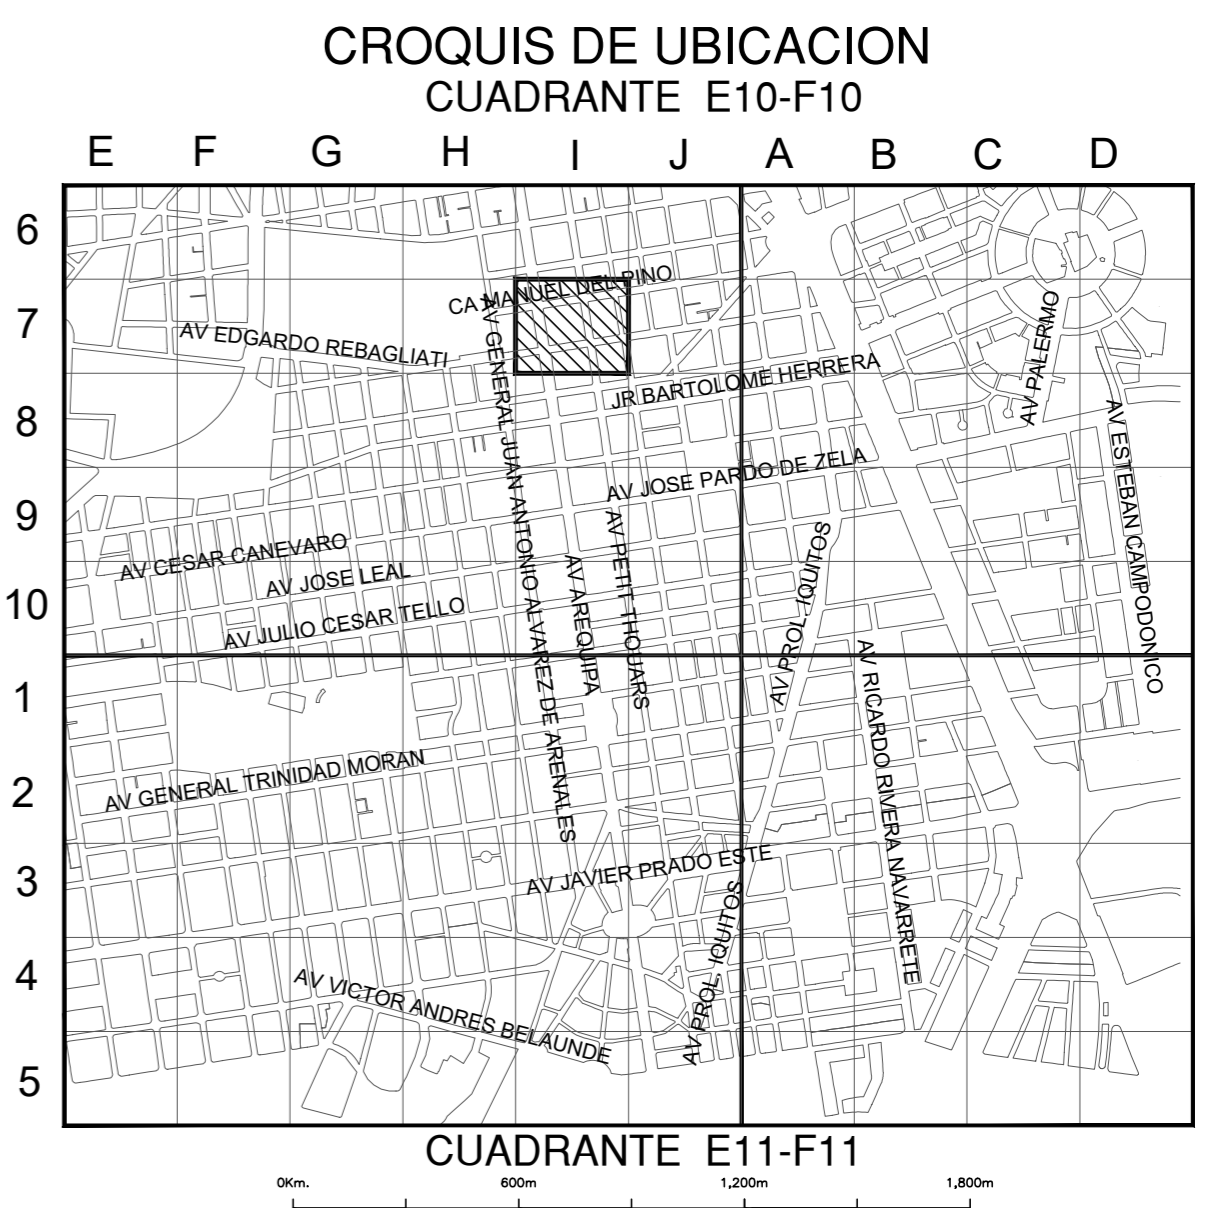 CROQUIS DE UBICACION
CUADRANTE E10-F10
E F G H I J A B C D
6
CA MANUEL DEL PINO
7
AV EDGARDO REBAGLIATI
AV GENERAL JUAN ANTONIO ALVAREZ DE ARENALES
AV PALERMO
JR BARTOLOME HERRERA
8
AV ESTEBAN CAMPODONICO
AV JOSE PARDO DE ZELA
9
AV PETIT THOUARS
AV CESAR CANEVARO
AV AREQUIPA
AV PROL. IQUITOS
AV JOSE LEAL
10
AV JULIO CESAR TELLO
AV RICARDO RIVERA NAVARRETE
1
AV GENERAL TRINIDAD MORAN
2
3
AV JAVIER PRADO ESTE
AV PROL. IQUITOS
4
AV VICTOR ANDRES BELAUNDE
5
CUADRANTE E11-F11
0Km. 600m 1,200m 1,800m